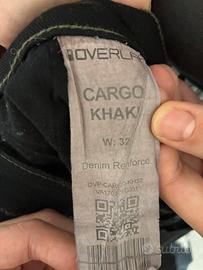 OVERLAP
CARGO
KHAKI
W: 32
Denim Reinforce
subito